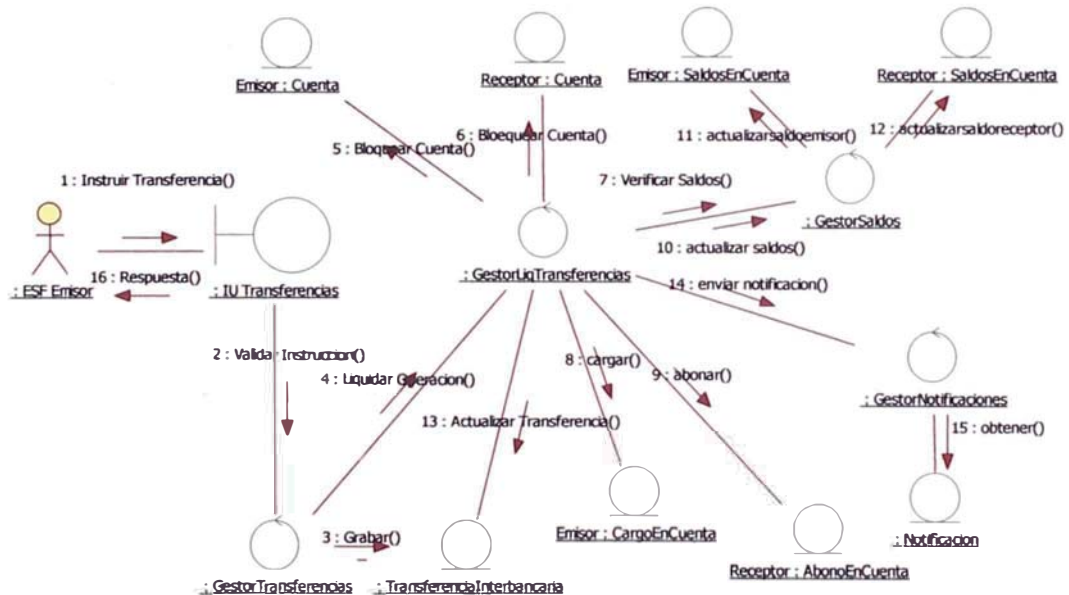 Emisor : Cuenta
Receptor : Cuenta
Emisor : SaldosEnCuenta
Receptor : SaldosEnCuenta
5 : Bloquear Cuenta()
6 : Bloequear Cuenta()
11 : actualizarsaldoemisor()
12 : actualizarsaldoreceptor()
1 : Instruir Transferencia()
7 : Verificar Saldos()
: GestorSaldos
10 : actualizar saldos()
16 : Respuesta()
: ESF Emisor
: IU Transferencias
: GestorLiqTransferencias
14 : enviar notificacion()
2 : Validar Instruccion()
4 : Liquidar Operacion()
8 : cargar()
9 : abonar()
: GestorNotificaciones
13 : Actualizar Transferencia()
15 : obtener()
3 : Grabar()
Emisor : CargoEnCuenta
: Notificacion
: GestorTransferencias
: TransferenciaInterbancaria
Receptor : AbonoEnCuenta